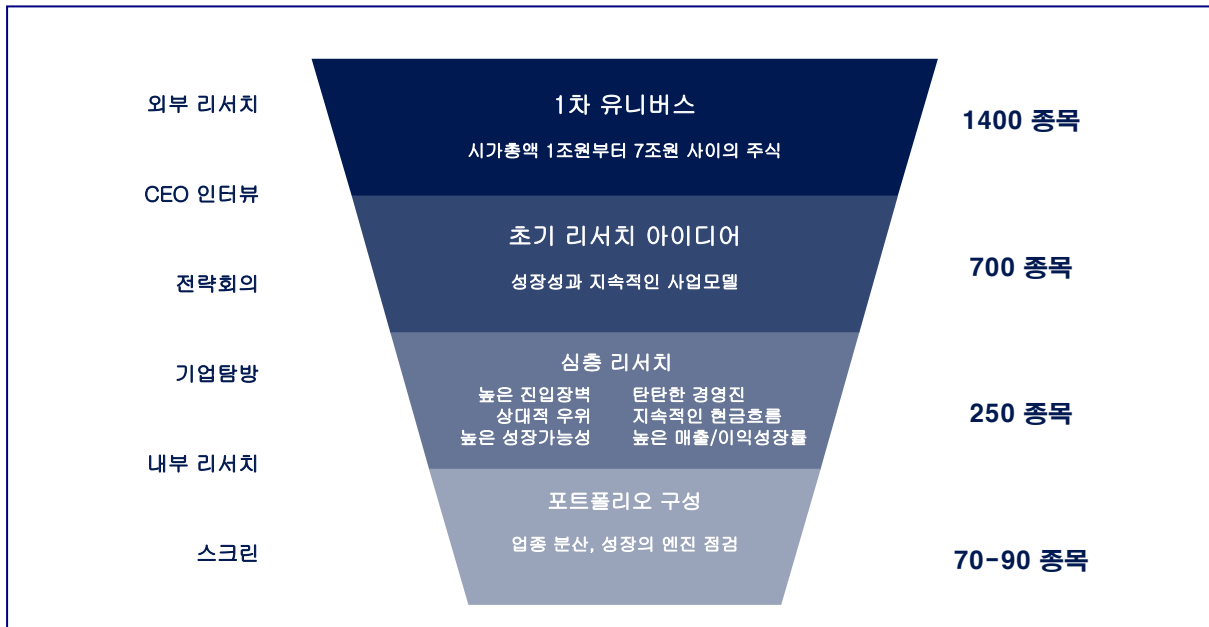 외부 리서치
CEO 인터뷰
전략회의
기업탐방
내부 리서치
스크린
1차 유니버스
시가총액 1조원부터 7조원 사이의 주식
초기 리서치 아이디어
성장성과 지속적인 사업모델
심층 리서치
높은 진입장벽 탄탄한 경영진
상대적 우위 지속적인 현금흐름
높은 성장가능성 높은 매출/이익성장률
포트폴리오 구성
업종 분산, 성장의 엔진 점검
1400 종목
700 종목
250 종목
70-90 종목